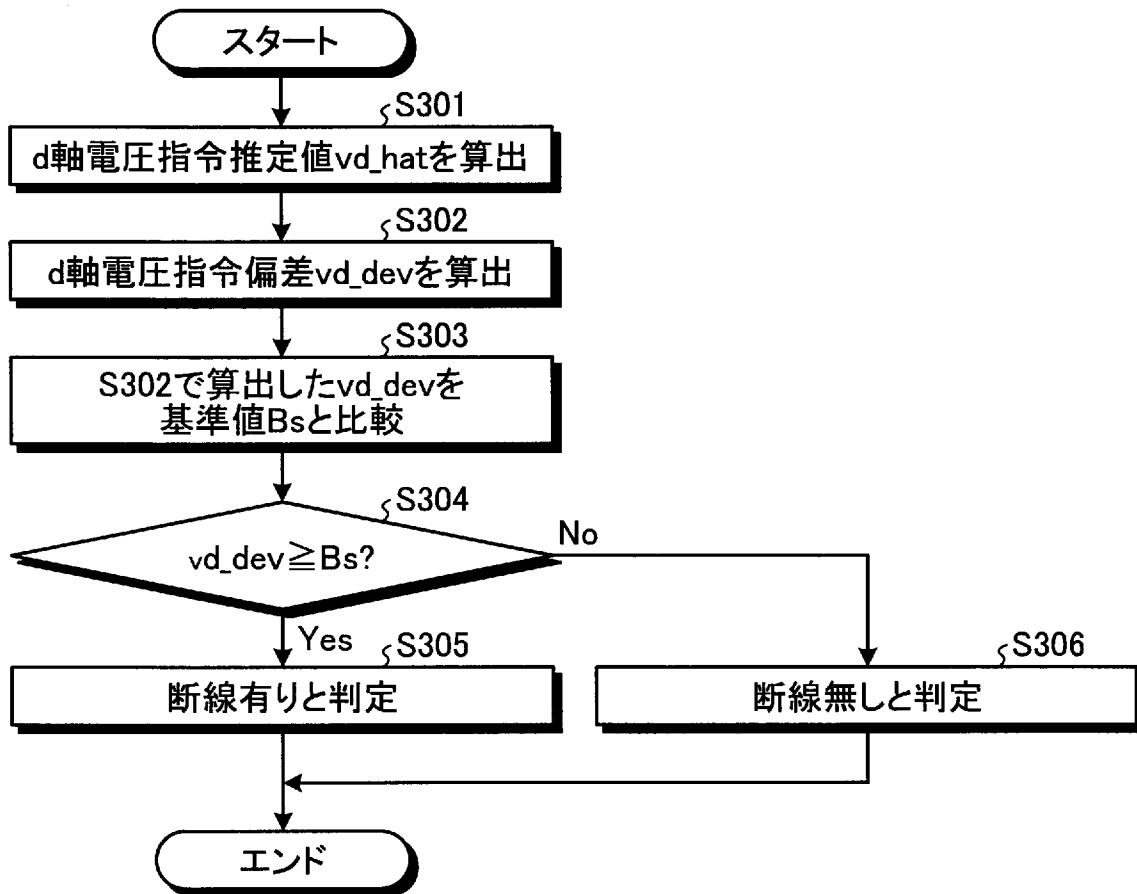 スタート
S301
d軸電圧指令推定値vd_hatを算出
S302
d軸電圧指令偏差vd_devを算出
S303
S302で算出したvd_devを
基準値Bsと比較
S304
vd_dev≧Bs?
No
Yes
S305
断線有りと判定
S306
断線無しと判定
エンド